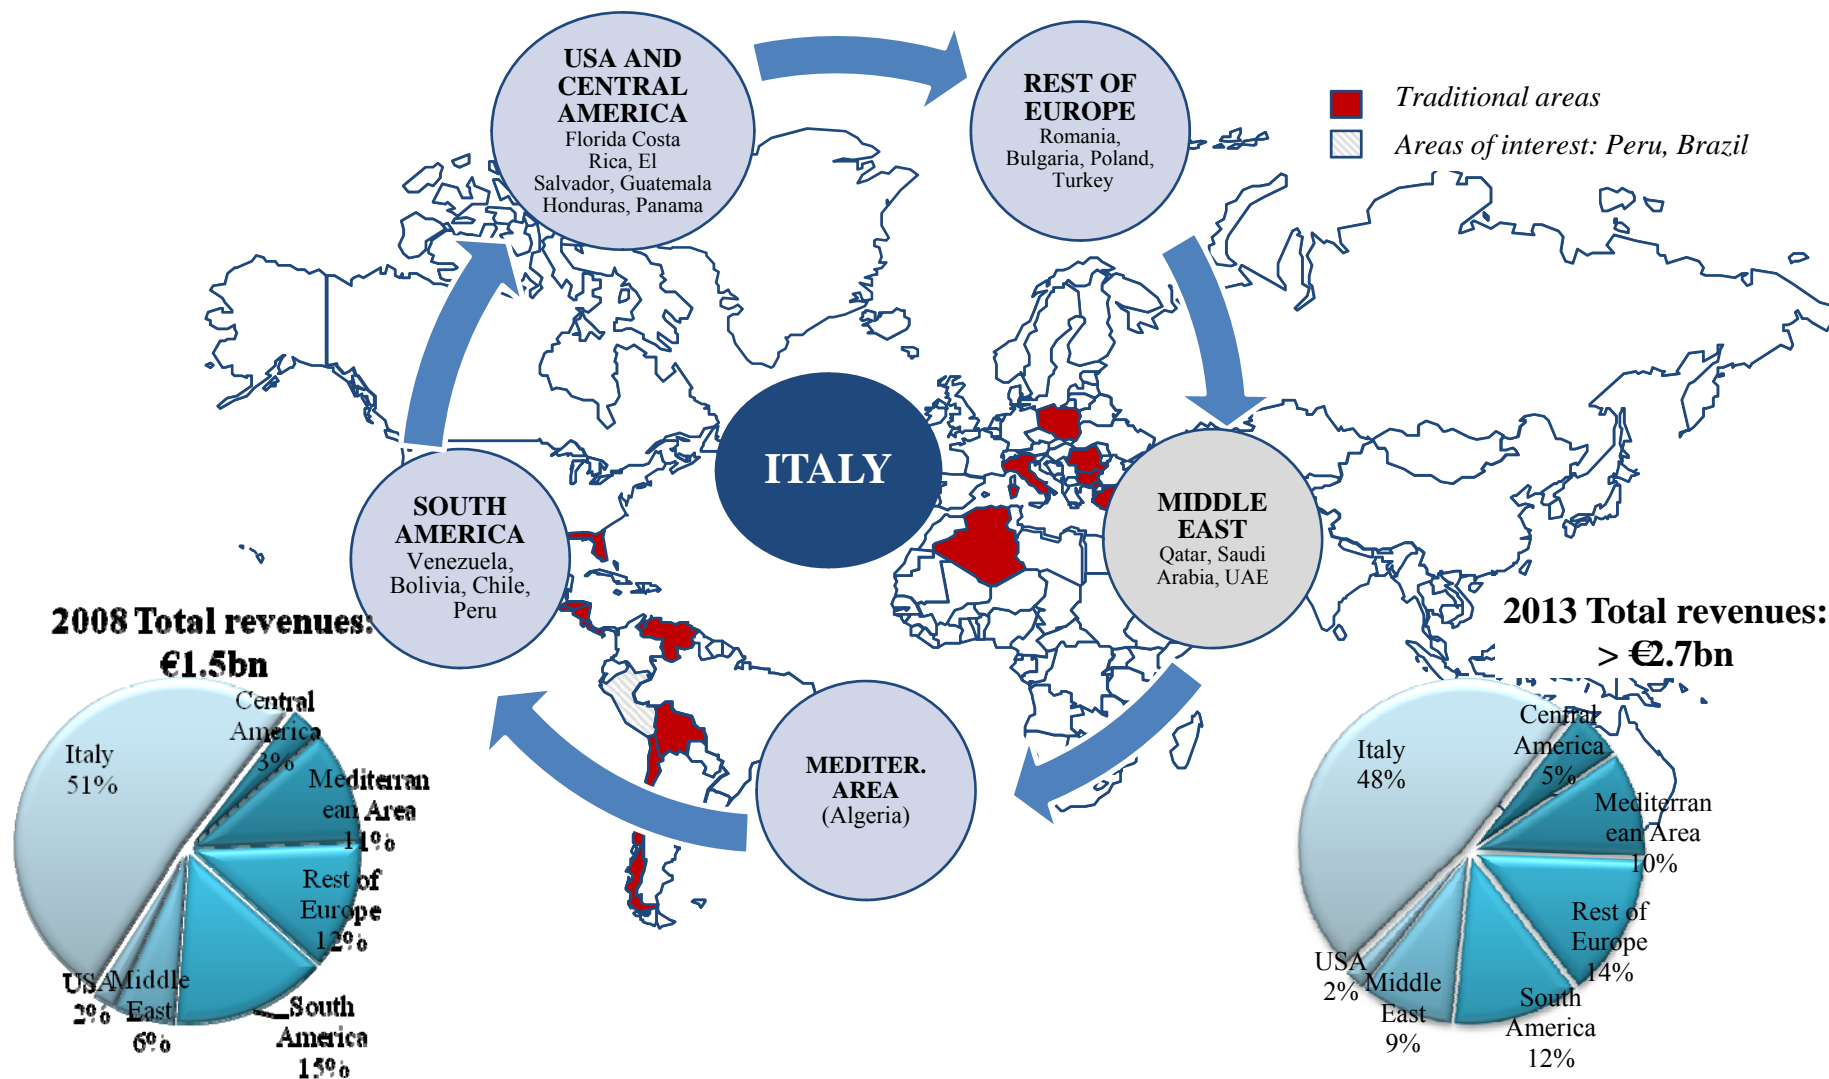 USA AND
CENTRAL
AMERICA
Florida Costa
Rica, El
Salvador, Guatemala
Honduras, Panama
REST OF
EUROPE
Romania,
Bulgaria, Poland,
Turkey
Traditional areas
Areas of interest: Peru, Brazil
ITALY
SOUTH
AMERICA
Venezuela,
Bolivia, Chile,
Peru
MIDDLE
EAST
Qatar, Saudi
Arabia, UAE
MEDITER.
AREA
(Algeria)
2008 Total revenues:
€1.5bn
Central
America
3%
Italy
51%
Mediterran
ean Area
11%
Rest of
Europe
12%
USA
2%
Middle
East
6%
South
America
15%
2013 Total revenues:
> €2.7bn
Central
America
5%
Italy
48%
Mediterran
ean Area
10%
Rest of
Europe
14%
USA
2%
Middle
East
9%
South
America
12%